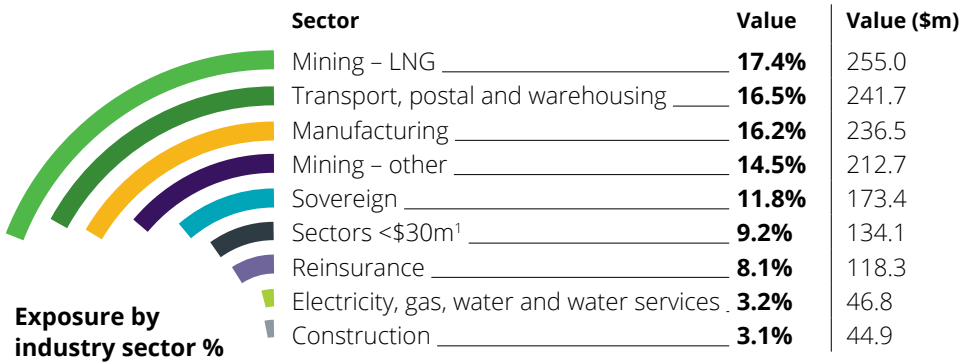 Sector Value Value ($m)
Mining – LNG 17.4% 255.0
Transport, postal and warehousing 16.5% 241.7
Manufacturing 16.2% 236.5
Mining – other 14.5% 212.7
Sovereign 11.8% 173.4
Sectors <$30m¹ 9.2% 134.1
Reinsurance 8.1% 118.3
Electricity, gas, water and water services 3.2% 46.8
Construction 3.1% 44.9
Exposure by
industry sector %